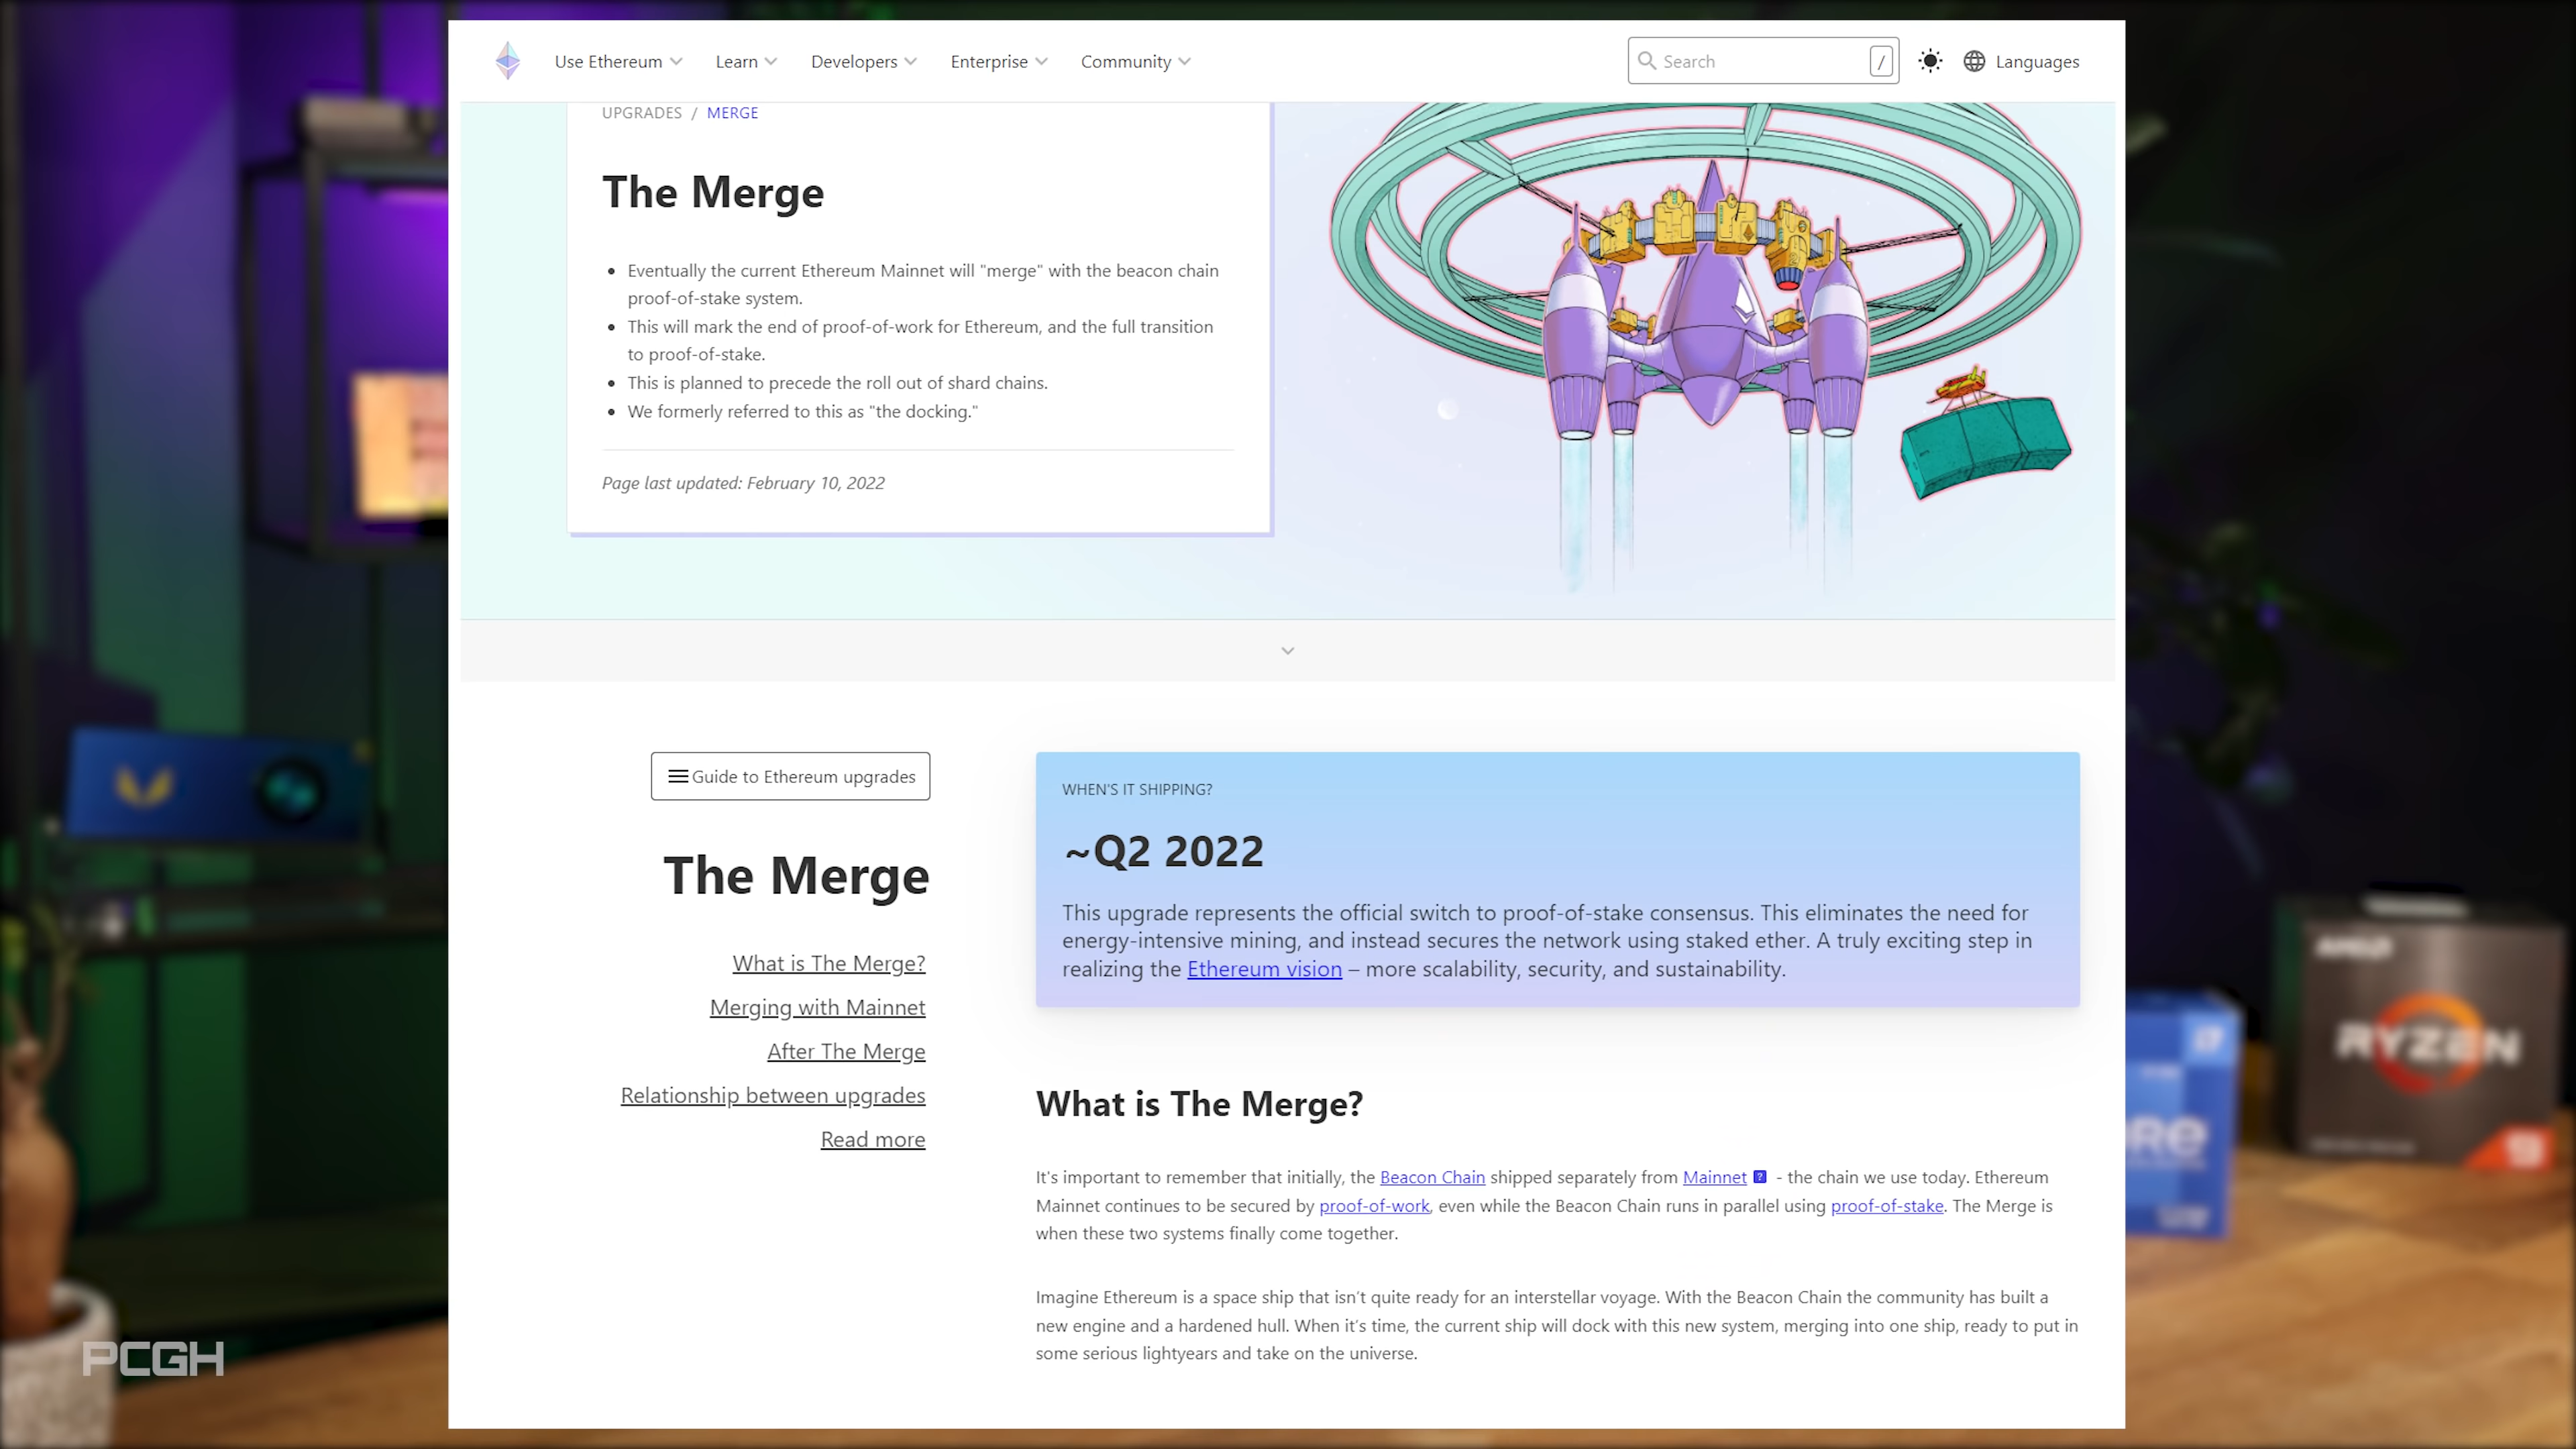 Use Ethereum Learn Developers Enterprise Community Search / Languages
UPGRADES / MERGE
The Merge
• Eventually the current Ethereum Mainnet will "merge" with the beacon chain
proof-of-stake system.
• This will mark the end of proof-of-work for Ethereum, and the full transition
to proof-of-stake.
• This is planned to precede the roll out of shard chains.
• We formerly referred to this as "the docking."
Page last updated: February 10, 2022
Guide to Ethereum upgrades
The Merge
What is The Merge?
Merging with Mainnet
After The Merge
Relationship between upgrades
Read more
WHEN'S IT SHIPPING?
~Q2 2022
This upgrade represents the official switch to proof-of-stake consensus. This eliminates the need for
energy-intensive mining, and instead secures the network using staked ether. A truly exciting step in
realizing the Ethereum vision – more scalability, security, and sustainability.
What is The Merge?
It's important to remember that initially, the Beacon Chain shipped separately from Mainnet ? - the chain we use today. Ethereum
Mainnet continues to be secured by proof-of-work, even while the Beacon Chain runs in parallel using proof-of-stake. The Merge is
when these two systems finally come together.
Imagine Ethereum is a space ship that isn't quite ready for an interstellar voyage. With the Beacon Chain the community has built a
new engine and a hardened hull. When it's time, the current ship will dock with this new system, merging into one ship, ready to put in
some serious lightyears and take on the universe.
PCGH
AMD
RYZEN
9
i7